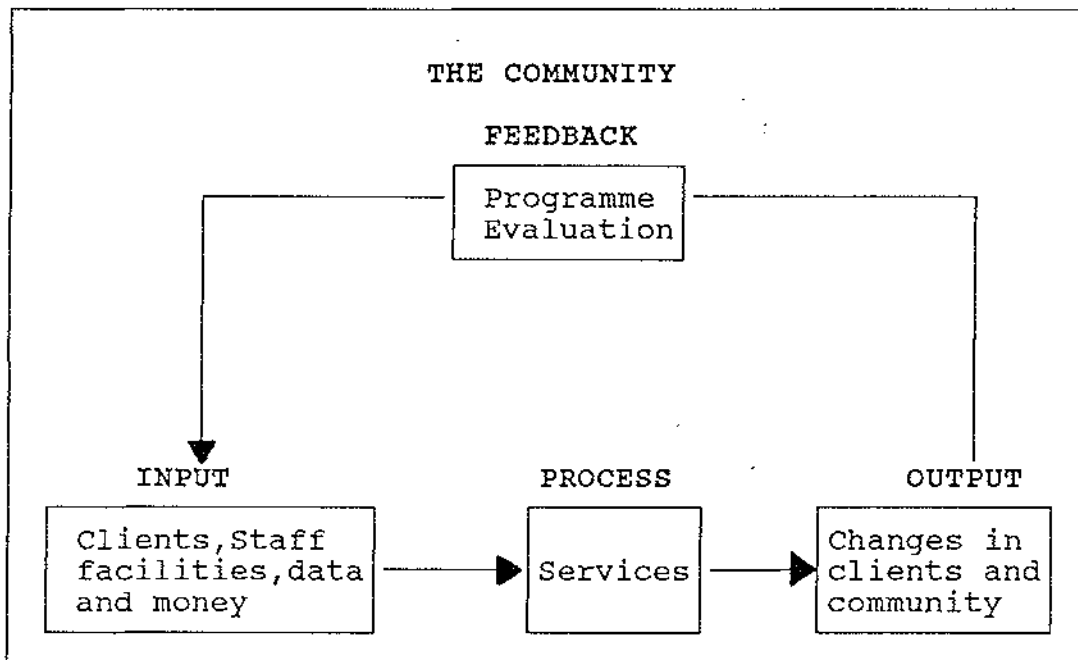 THE COMMUNITY
FEEDBACK
Programme
Evaluation
INPUT
PROCESS
OUTPUT
Clients,Staff
facilities,data
and money
Services
Changes in
clients and
community